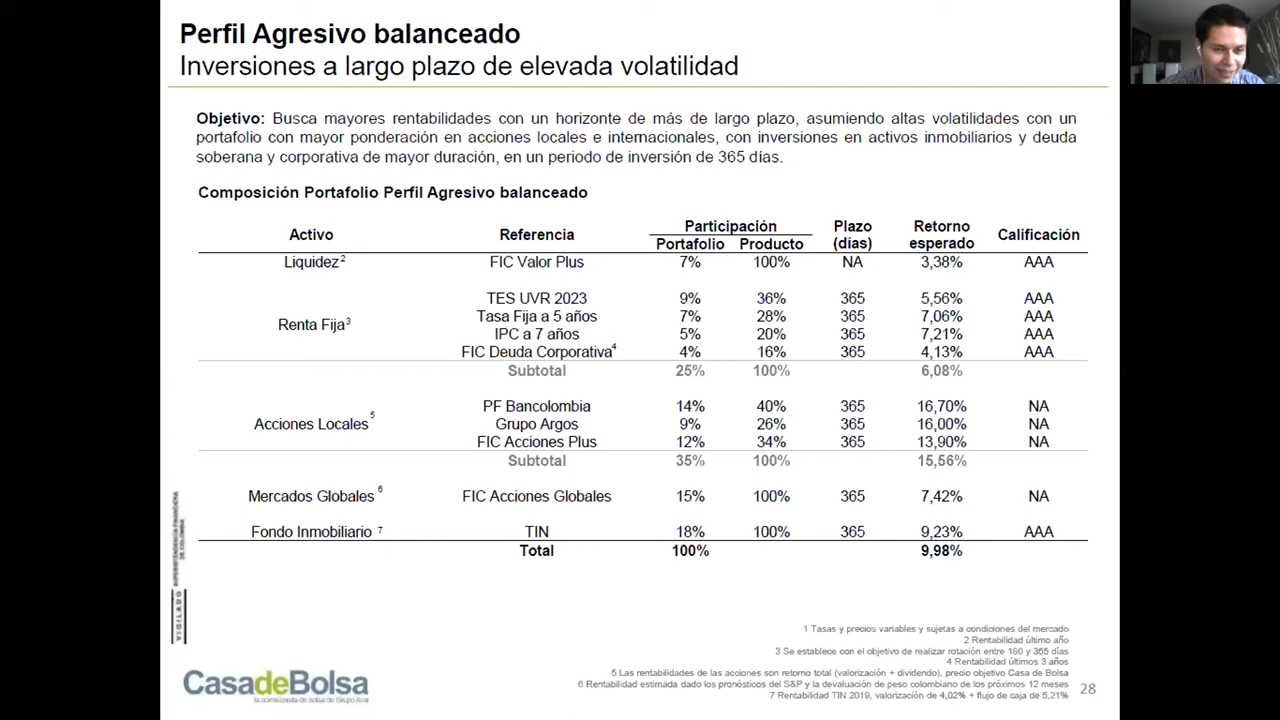 Perfil Agresivo balanceado
Inversiones a largo plazo de elevada volatilidad
Objetivo: Busca mayores rentabilidades con un horizonte de más de largo plazo, asumiendo altas volatilidades con un
portafolio con mayor ponderación en acciones locales e internacionales, con inversiones en activos inmobiliarios y deuda
soberana y corporativa de mayor duración, en un periodo de inversión de 365 días.
Composición Portafolio Perfil Agresivo balanceado
Activo Referencia Participación Plazo (días) Retorno esperado Calificación
Portafolio Producto
Liquidez2 FIC Valor Plus 7% 100% NA 3,38% AAA
Renta Fija3
TES UVR 2023 9% 36% 365 5,56% AAA
Tasa Fija a 5 años 7% 28% 365 7,06% AAA
IPC a 7 años 5% 20% 365 7,21% AAA
FIC Deuda Corporativa4 4% 16% 365 4,13% AAA
Subtotal 25% 100% 6,08%
Acciones Locales5
PF Bancolombia 14% 40% 365 16,70% NA
Grupo Argos 9% 26% 365 16,00% NA
FIC Acciones Plus 12% 34% 365 13,90% NA
Subtotal 35% 100% 15,56%
Mercados Globales6 FIC Acciones Globales 15% 100% 365 7,42% NA
Fondo Inmobiliario7 TIN 18% 100% 365 9,23% AAA
Total 100% 9,98%
1 Tasas y precios variables y sujetas a condiciones del mercado
2 Rentabilidad último año
3 Se establece con el objetivo de realizar rotación entre 180 y 365 días
4 Rentabilidad últimos 3 años
5 Las rentabilidades de las acciones son retorno total (valorización + dividendo), precio objetivo Casa de Bolsa
6 Rentabilidad estimada dado los pronósticos del S&P y la devaluación de peso colombiano de los próximos 12 meses
7 Rentabilidad TIN 2019, valorización de 4,02% + flujo de caja de 5,21%
28
VIGILADO SUPERINTENDENCIA FINANCIERA
DE COLOMBIA
CasadeBolsa
la comisionista de bolsa de Grupo Aval